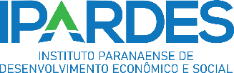 IPARDES
INSTITUTO PARANAENSE DE
DESENVOLVIMENTO ECONÔMICO E SOCIAL